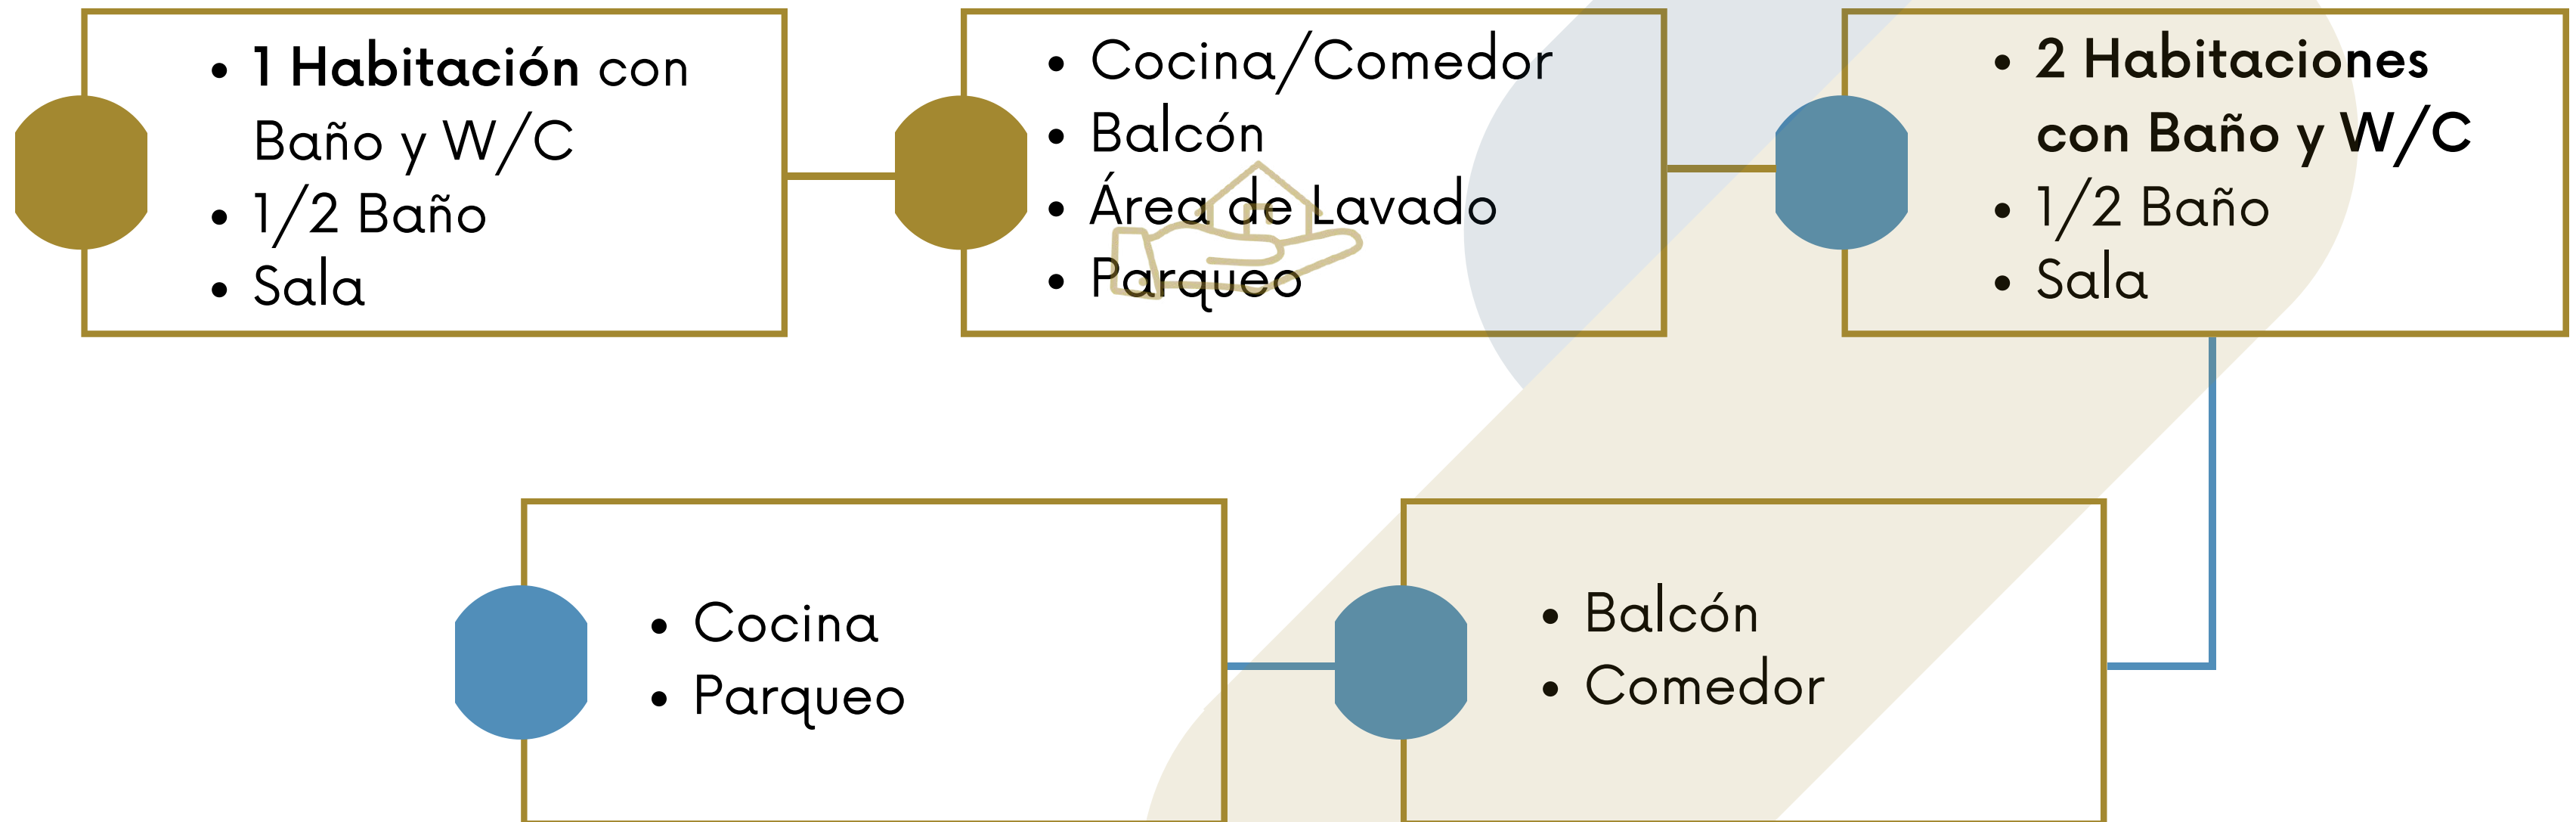 • 1 Habitación con
Baño y W/C
• 1/2 Baño
• Sala
• Cocina/Comedor
• Balcón
• Área de Lavado
• Parqueo
• 2 Habitaciones
con Baño y W/C
• 1/2 Baño
• Sala
• Cocina
• Parqueo
• Balcón
• Comedor